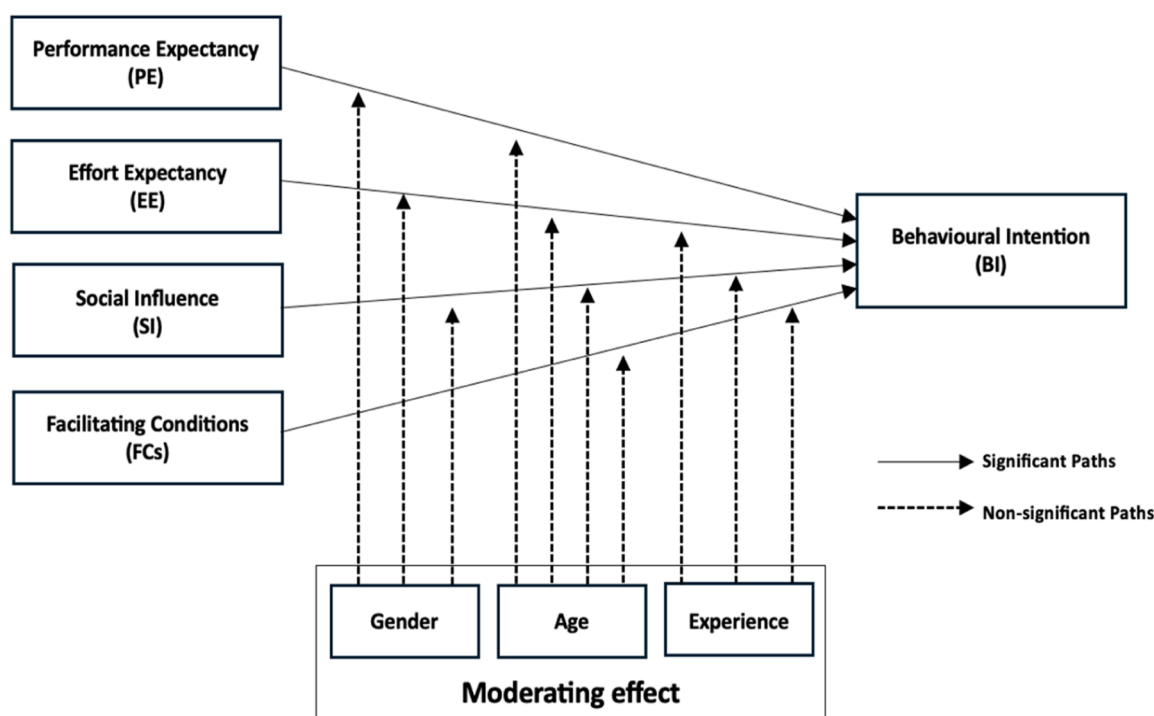 Performance Expectancy
(PE)
Effort Expectancy
(EE)
Social Influence
(SI)
Facilitating Conditions
(FCs)
Behavioural Intention
(BI)
Significant Paths
Non-significant Paths
Gender
Age
Experience
Moderating effect